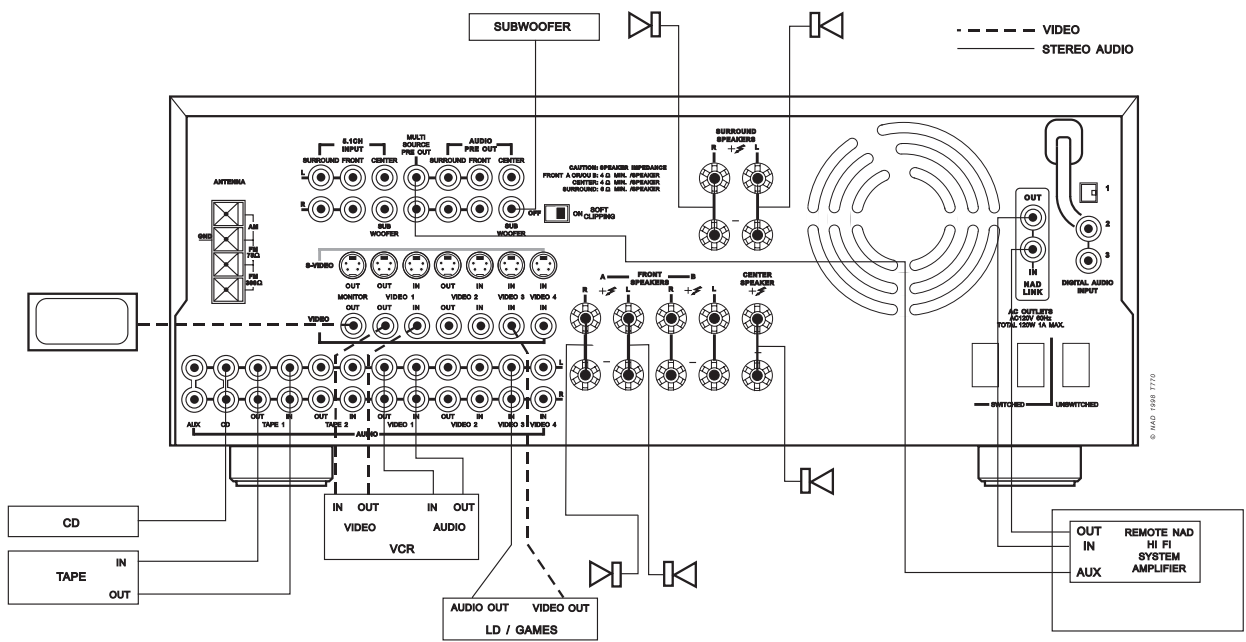 SUBWOOFER
VIDEO
STEREO AUDIO
5.1CH
INPUT
SURROUND FRONT CENTER
MULTI
SOURCE
PRE OUT
AUDIO
PRE OUT
SURROUND FRONT CENTER
L
R
SUB
WOOFER
SUB
WOOFER
CAUTION: SPEAKER IMPEDANCE
FRONT A OR/OU B: 4 Ω MIN. /SPEAKER
CENTER: 4 Ω MIN. /SPEAKER
SURROUND: 6 Ω MIN. /SPEAKER
OFF ON SOFT
CLIPPING
SURROUND
SPEAKERS
R + L
–
ANTENNA
AM
GND
FM
75Ω
FM
300Ω
S-VIDEO
OUT OUT IN OUT IN IN IN
MONITOR VIDEO 1 VIDEO 2 VIDEO 3 VIDEO 4
OUT OUT IN OUT IN IN IN
VIDEO
A FRONT B
SPEAKERS
R + L R + L
– –
CENTER
SPEAKER
+
–
OUT
IN
NAD
LINK
1
2
3
DIGITAL AUDIO
INPUT
AC OUTLETS
AC120V 60Hz
TOTAL 120W 1A MAX.
SWITCHED UNSWITCHED
© NAD 1998 T770
L
R
OUT IN OUT IN OUT IN OUT IN IN IN
AUX CD TAPE 1 TAPE 2 VIDEO 1 VIDEO 2 VIDEO 3 VIDEO 4
AUDIO
CD
IN
TAPE
OUT
IN OUT IN OUT
VIDEO AUDIO
VCR
AUDIO OUT VIDEO OUT
LD / GAMES
OUT
IN
AUX
REMOTE NAD
HI FI
SYSTEM
AMPLIFIER